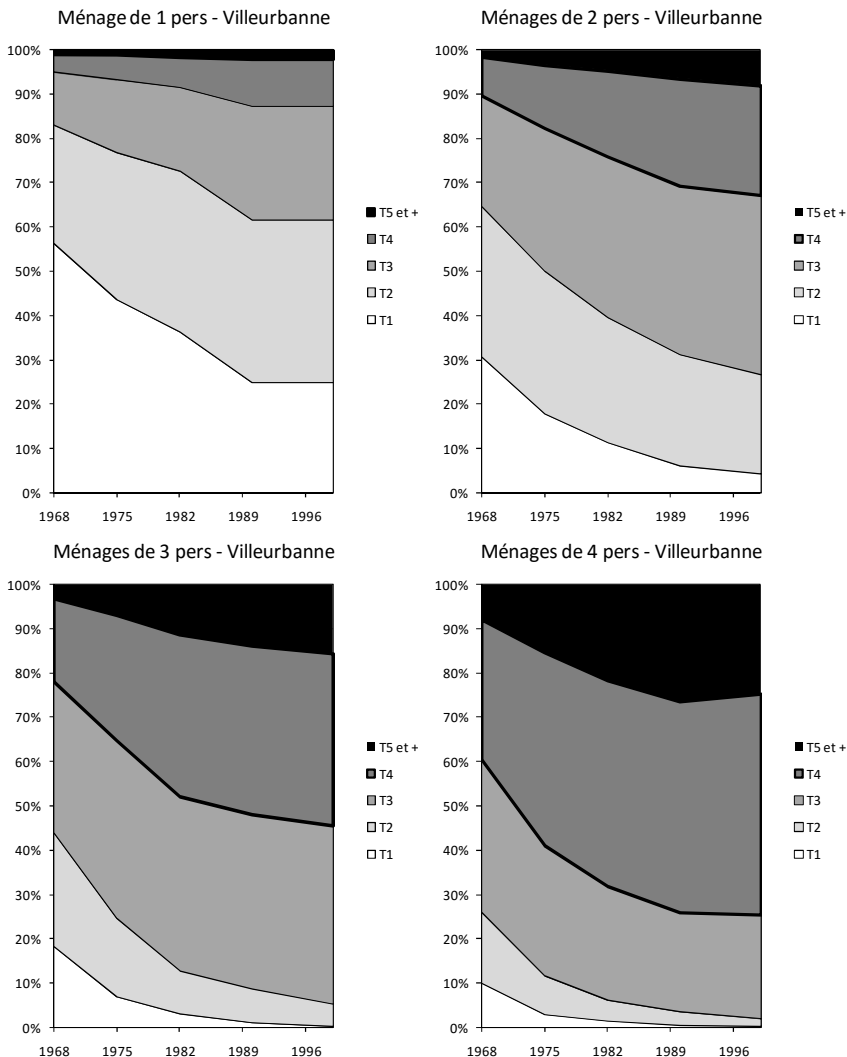 Ménage de 1 pers - Villeurbanne
100%
90%
80%
70%
60%
50%
40%
30%
20%
10%
0%
1968 1975 1982 1989 1996
T5 et +
T4
T3
T2
T1
Ménages de 2 pers - Villeurbanne
100%
90%
80%
70%
60%
50%
40%
30%
20%
10%
0%
1968 1975 1982 1989 1996
T5 et +
T4
T3
T2
T1
Ménages de 3 pers - Villeurbanne
100%
90%
80%
70%
60%
50%
40%
30%
20%
10%
0%
1968 1975 1982 1989 1996
T5 et +
T4
T3
T2
T1
Ménages de 4 pers - Villeurbanne
100%
90%
80%
70%
60%
50%
40%
30%
20%
10%
0%
1968 1975 1982 1989 1996
T5 et +
T4
T3
T2
T1